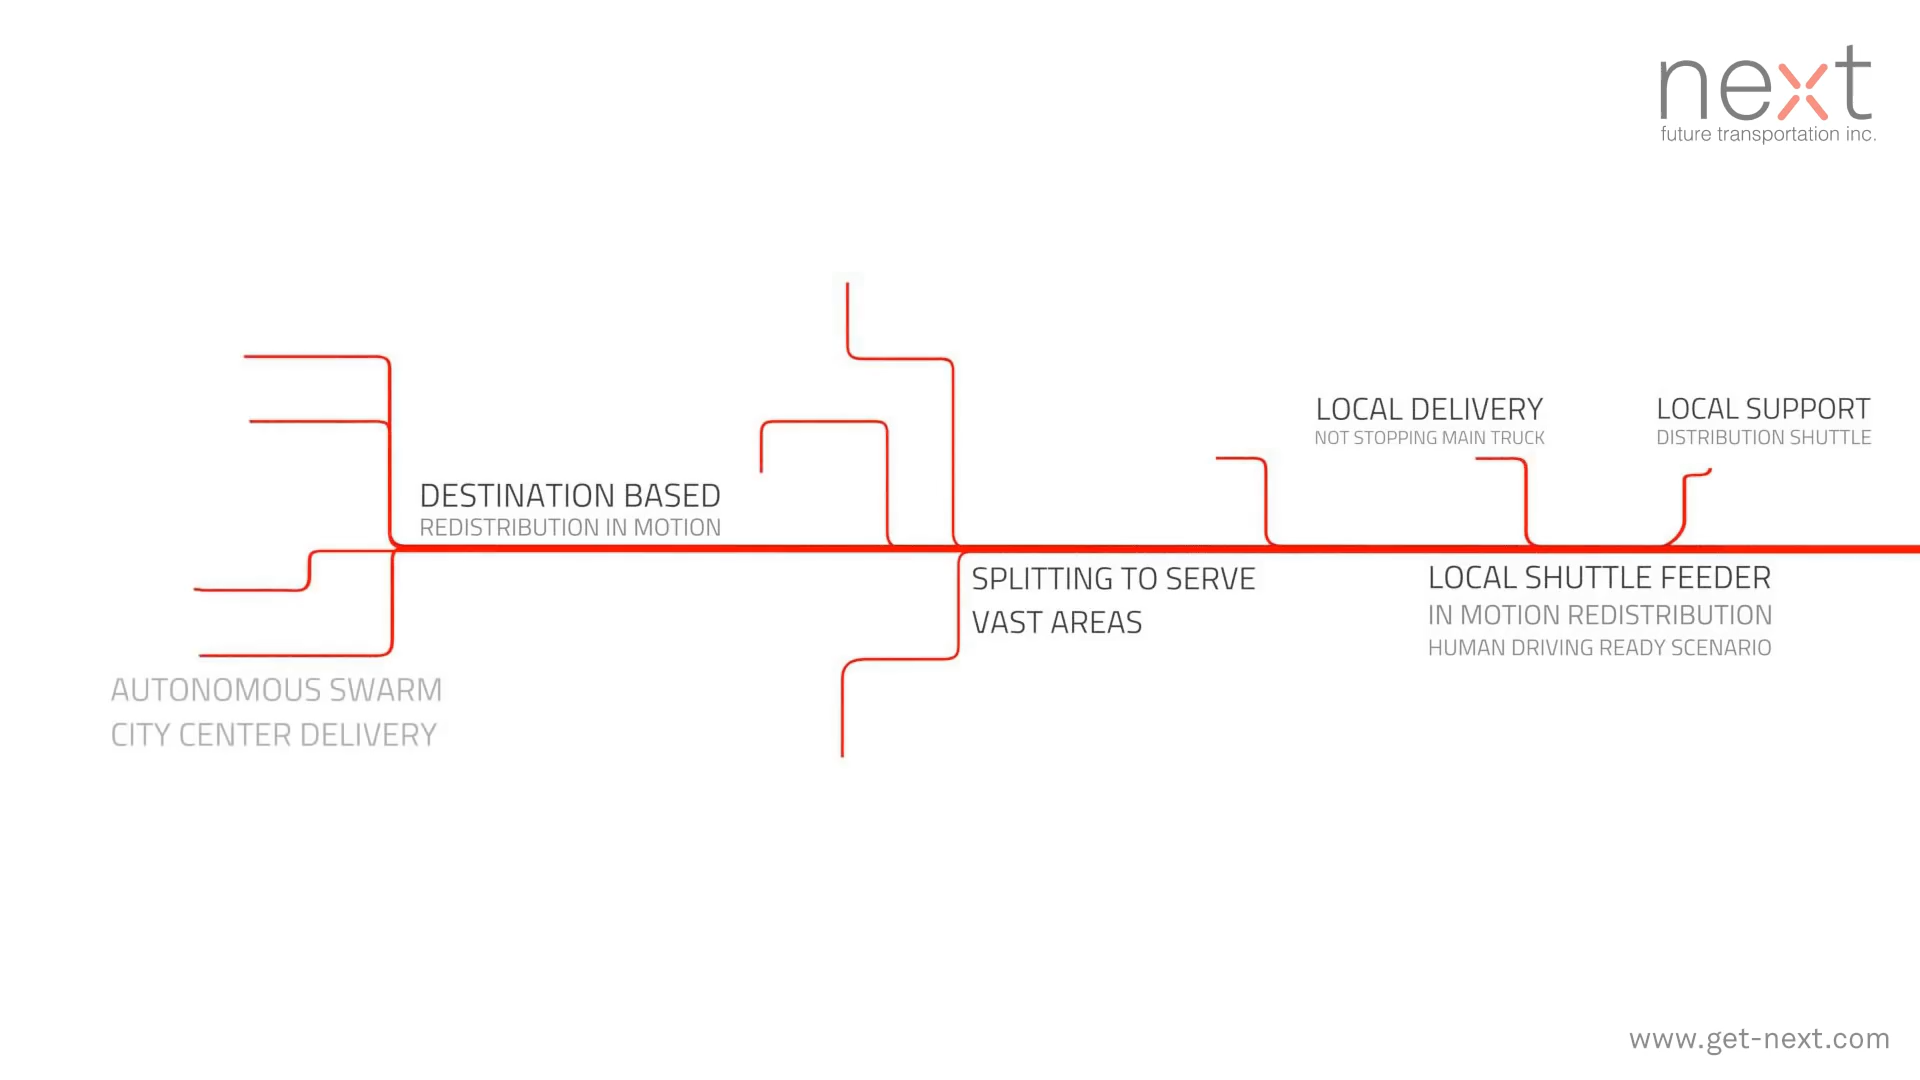 next
future transportation inc.
LOCAL DELIVERY
NOT STOPPING MAIN TRUCK
LOCAL SUPPORT
DISTRIBUTION SHUTTLE
DESTINATION BASED
REDISTRIBUTION IN MOTION
SPLITTING TO SERVE
VAST AREAS
LOCAL SHUTTLE FEEDER
IN MOTION REDISTRIBUTION
HUMAN DRIVING READY SCENARIO
AUTONOMOUS SWARM
CITY CENTER DELIVERY
www.get-next.com